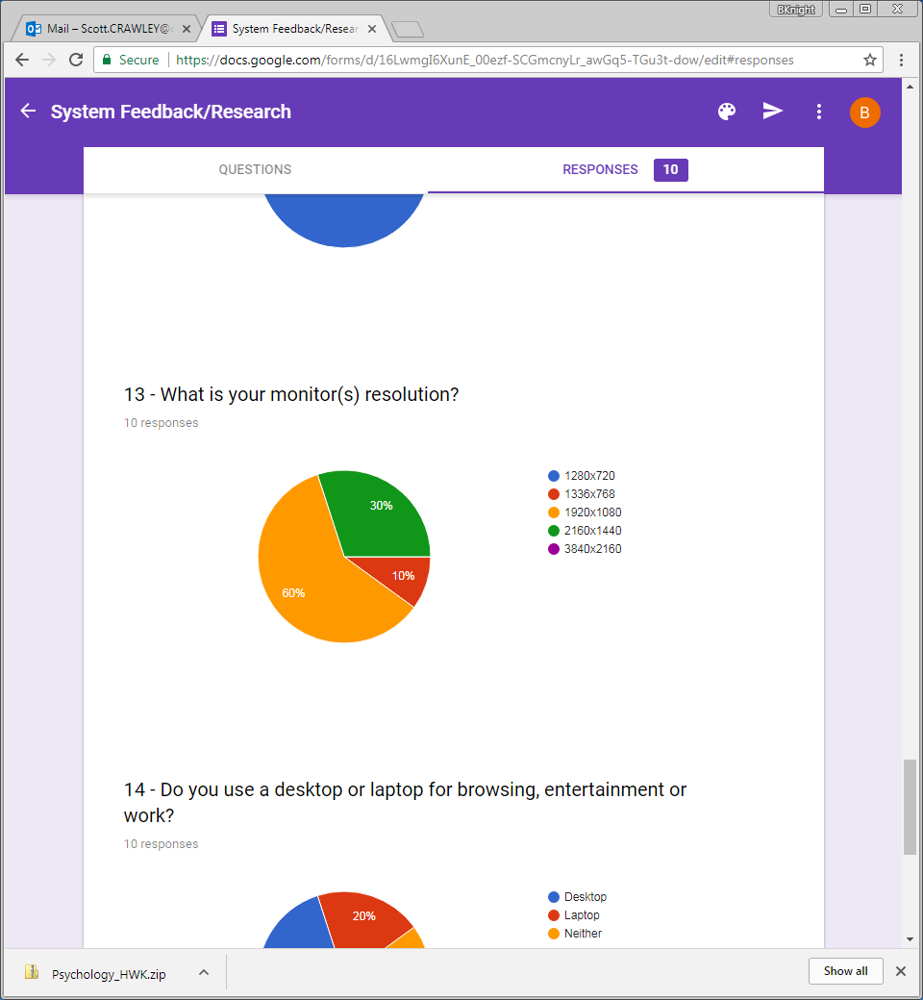 BKnight
Mail – Scott.CRAWLEY@
System Feedback/Resear
Secure
https://docs.google.com/forms/d/16LwmgI6XunE_00ezf-SCGmcnyLr_awGq5-TGu3t-dow/edit#responses
System Feedback/Research
B
QUESTIONS
RESPONSES 10
13 - What is your monitor(s) resolution?
10 responses
30%
10%
60%
1280x720
1336x768
1920x1080
2160x1440
3840x2160
14 - Do you use a desktop or laptop for browsing, entertainment or
work?
10 responses
20%
Desktop
Laptop
Neither
Psychology_HWK.zip
Show all